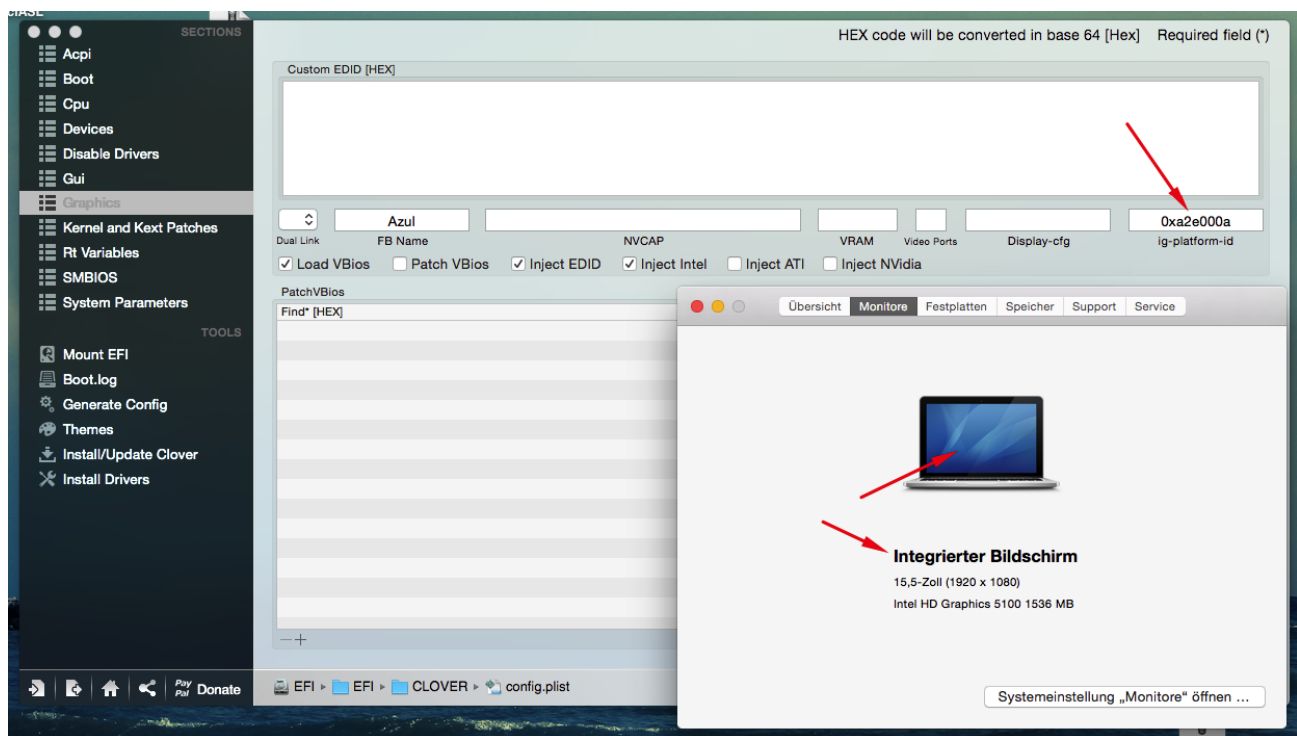 SECTIONS
HEX code will be converted in base 64 [Hex] Required field (*)
Acpi
Boot
Cpu
Devices
Disable Drivers
Gui
Graphics
Kernel and Kext Patches
Rt Variables
SMBIOS
System Parameters
TOOLS
Mount EFI
Boot.log
Generate Config
Themes
Install/Update Clover
Install Drivers
Pay
Pal Donate
Custom EDID [HEX]
Azul 0xa2e000a
Dual Link FB Name NVCAP VRAM Video Ports Display-cfg ig-platform-id
Load VBios Patch VBios Inject EDID Inject Intel Inject ATI Inject NVidia
PatchVBios
Find* [HEX]
−+
EFI ▸ EFI ▸ CLOVER ▸ config.plist
Übersicht Monitore Festplatten Speicher Support Service
Integrierter Bildschirm
15,5-Zoll (1920 x 1080)
Intel HD Graphics 5100 1536 MB
Systemeinstellung „Monitore“ öffnen ...